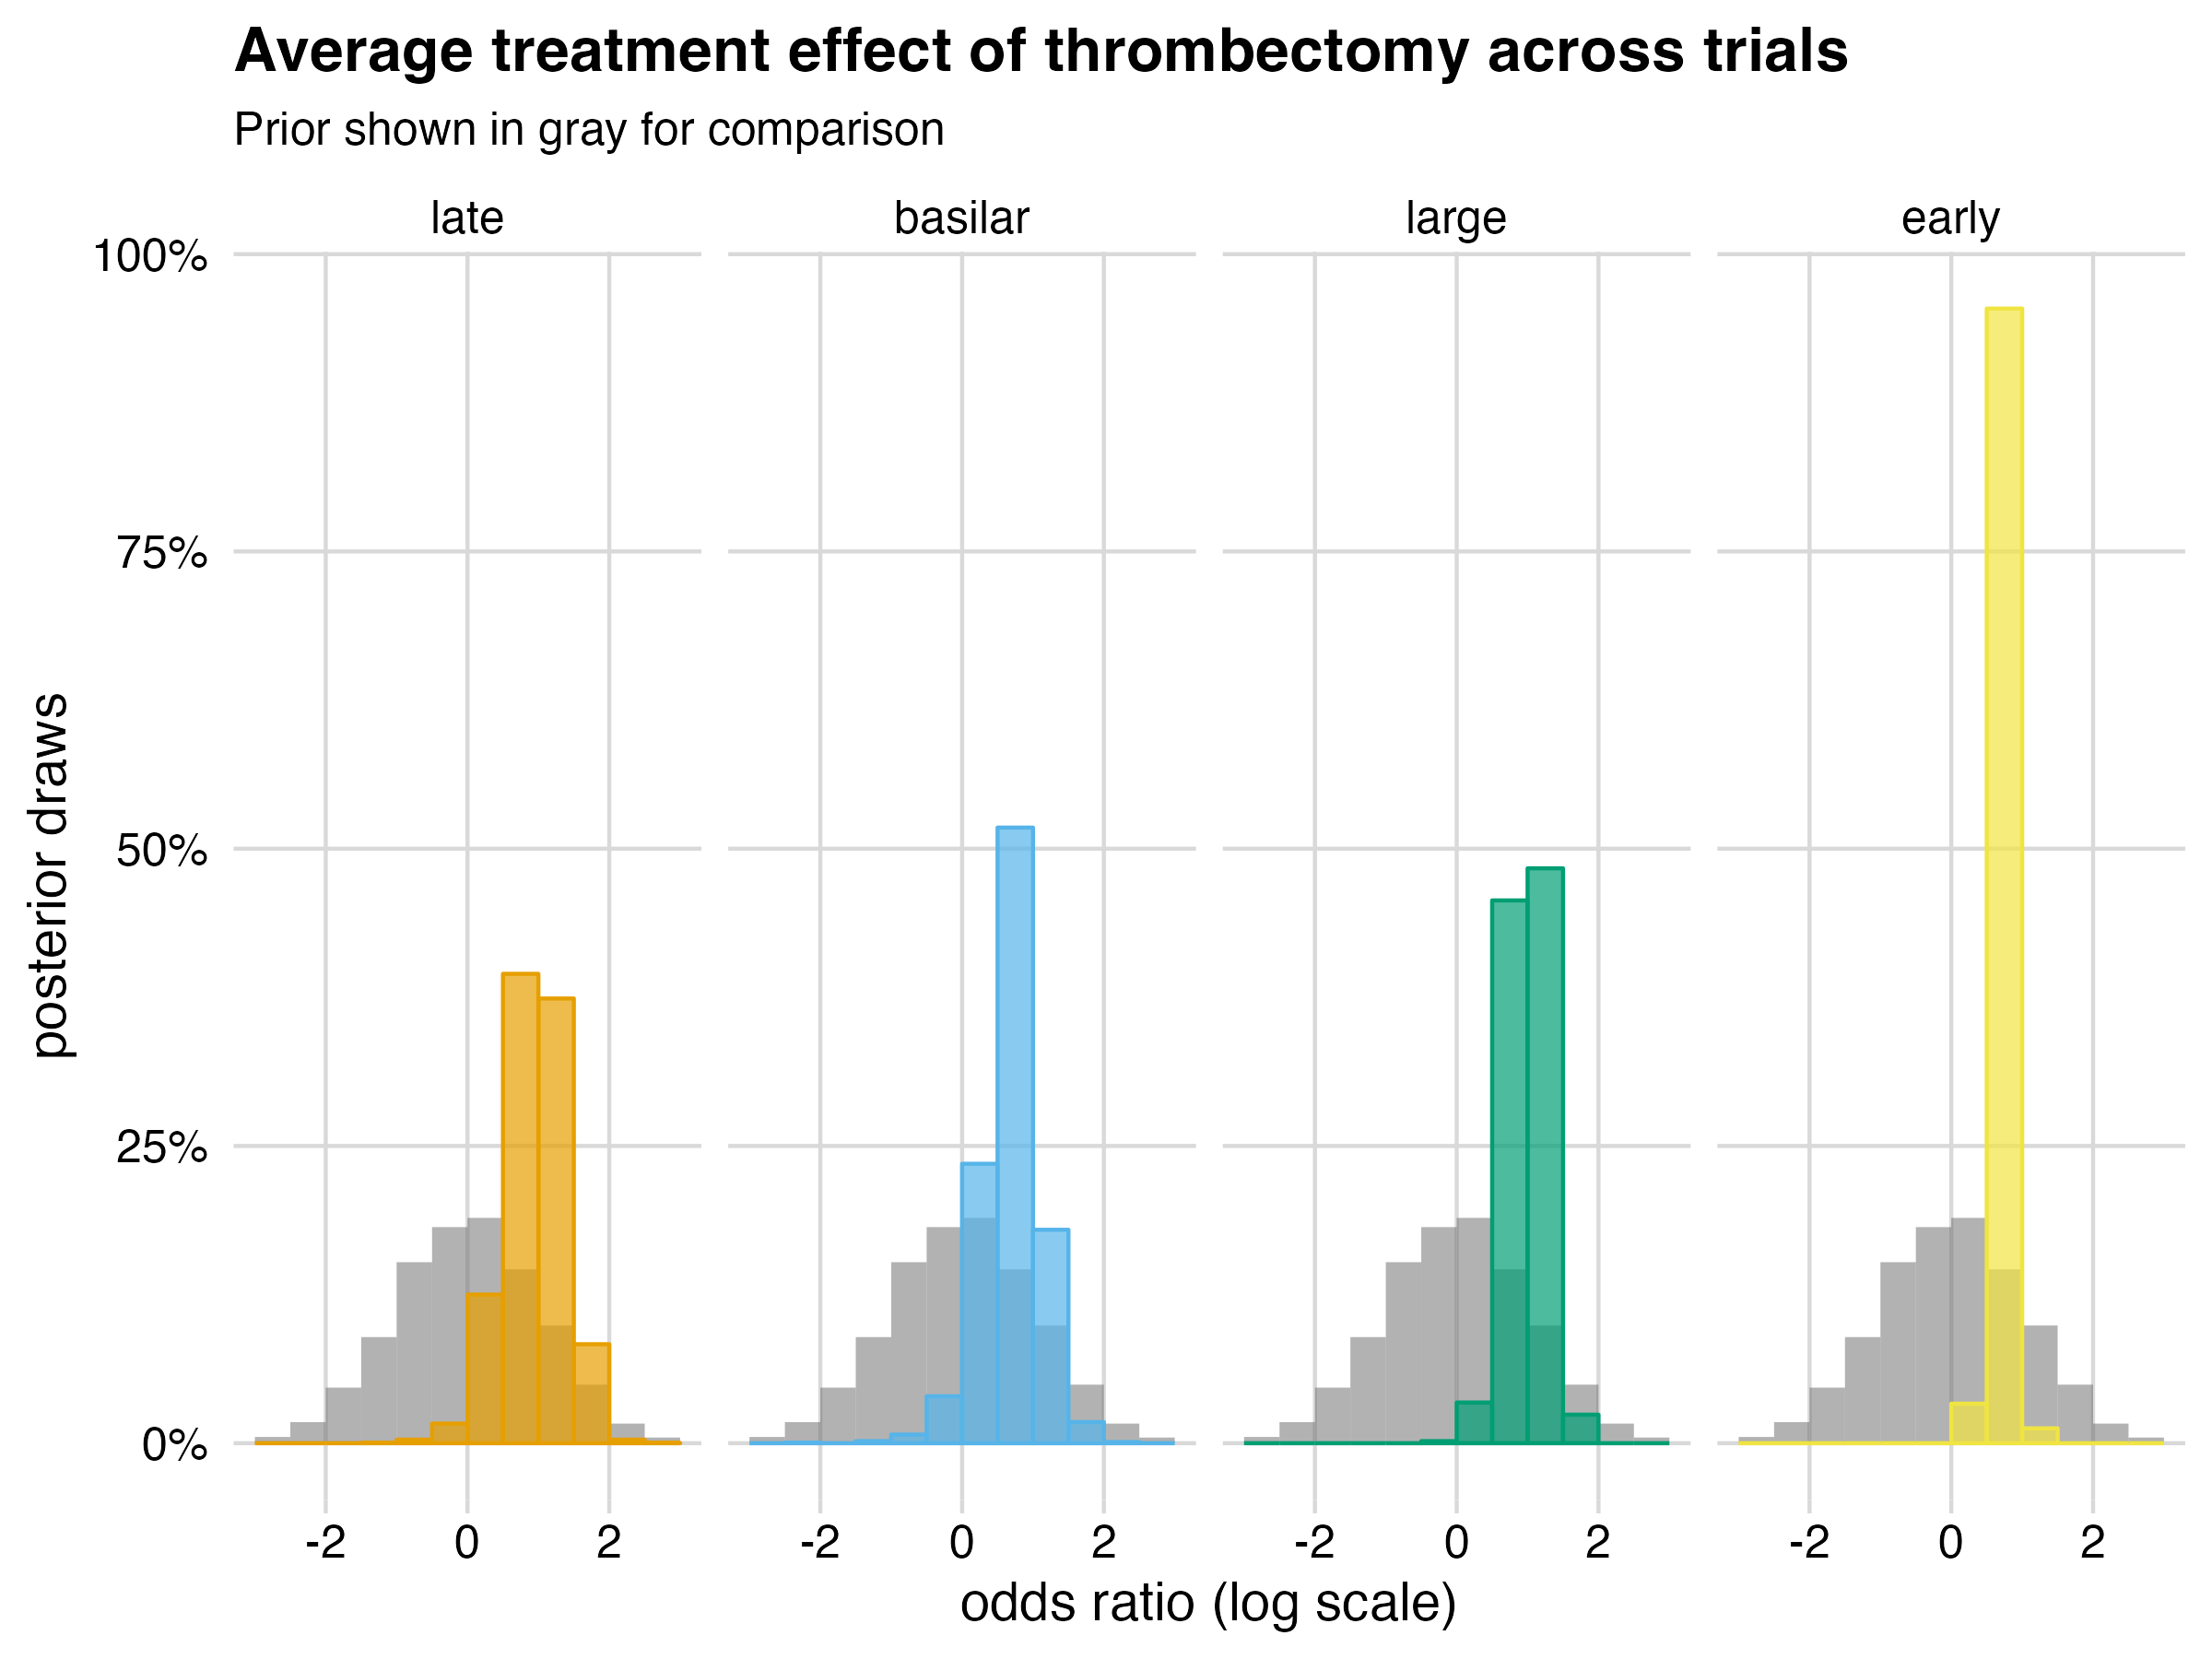 Average treatment effect of thrombectomy across trials
Prior shown in gray for comparison
late basilar large early
100%
75%
50%
25%
0%
posterior draws
-2 0 2 -2 0 2 -2 0 2 -2 0 2
odds ratio (log scale)